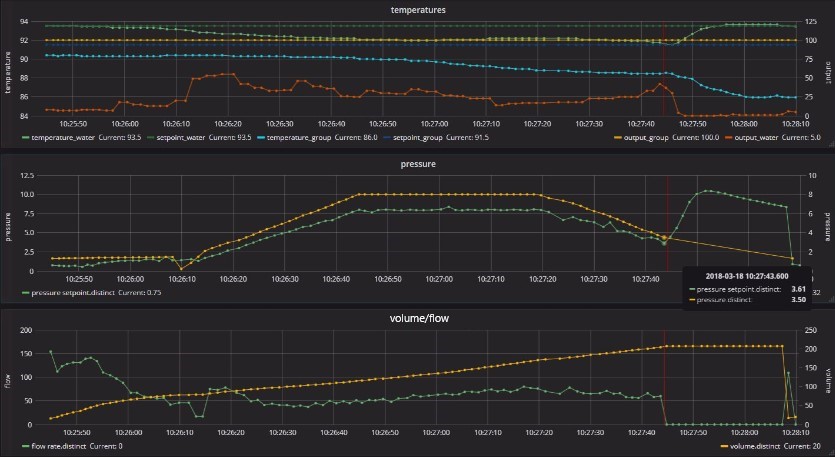 temperatures
94 125
92 100
90 75
88 50
86 25
84 0
temperature
output
10:25:50 10:26:00 10:26:10 10:26:20 10:26:30 10:26:40 10:26:50 10:27:00 10:27:10 10:27:20 10:27:30 10:27:40 10:27:50 10:28:00 10:28:10
temperature_water Current: 93.5 setpoint_water Current: 93.5 temperature_group Current: 86.0 setpoint_group Current: 91.5 output_group Current: 100.0 output_water Current: 5.0
pressure
12.5 10
10.0 8
7.5 6
5.0 4
2.5 2
0
pressure
pressure
10:25:50 10:26:00 10:26:10 10:26:20 10:26:30 10:26:40 10:26:50 10:27:00 10:27:10 10:27:20 10:27:30 10:27:40
pressure setpoint.distinct Current: 0.75
2018-03-18 10:27:43.600
pressure setpoint.distinct: 3.61
pressure.distinct: 3.50
32
volume/flow
200 250
150 200
100 150
100
50 50
0 0
flow
volume
10:25:50 10:26:00 10:26:10 10:26:20 10:26:30 10:26:40 10:26:50 10:27:00 10:27:10 10:27:20 10:27:30 10:27:40 10:27:50 10:28:00 10:28:10
flow rate.distinct Current: 0 volume.distinct Current: 20